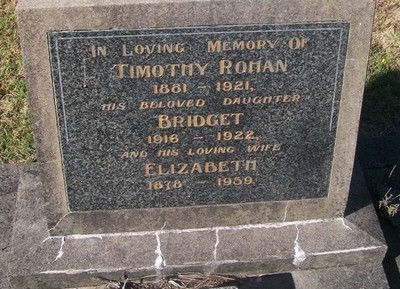 IN LOVING MEMORY OF
TIMOTHY ROHAN
1881 – 1921,
HIS BELOVED DAUGHTER
BRIDGET
1916 – 1922,
AND HIS LOVING WIFE
ELIZABETH
1878 – 1959.